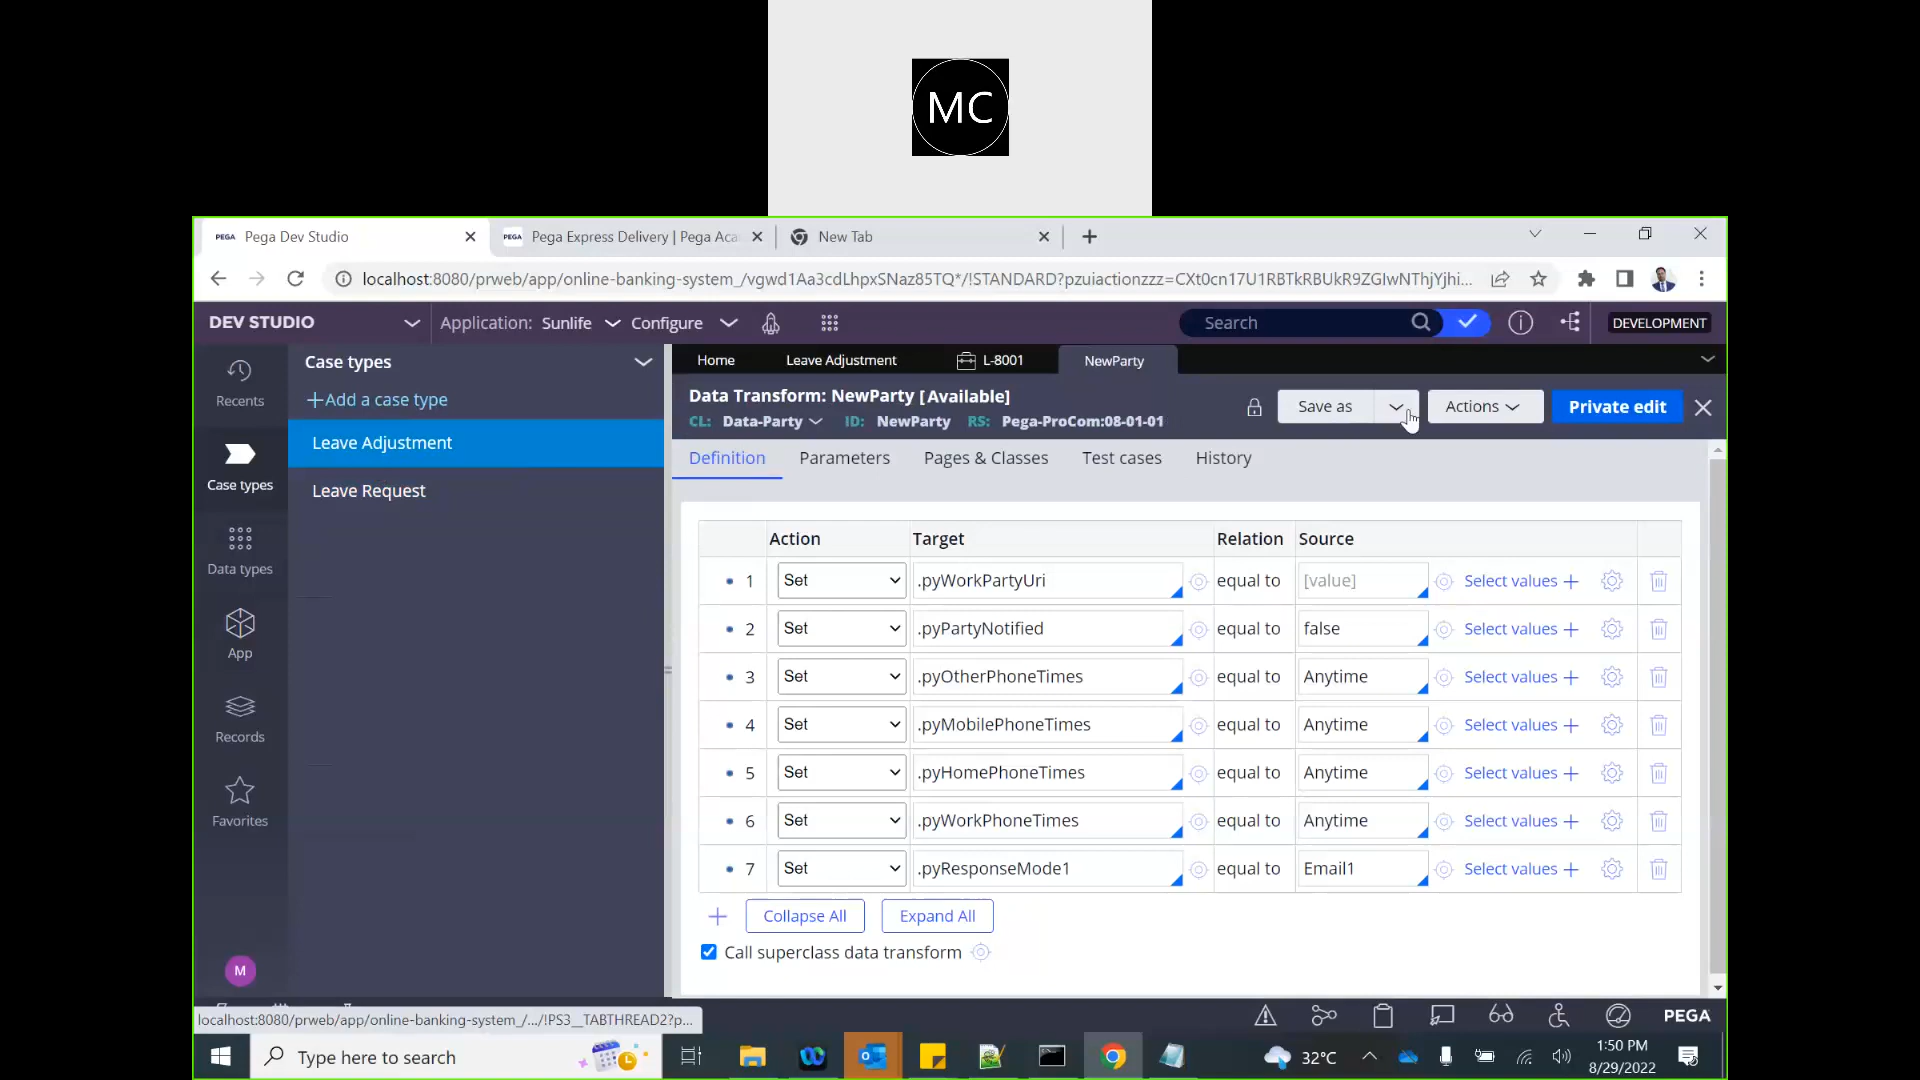 MC
PEGA Pega Dev Studio
PEGA Pega Express Delivery | Pega Aca
New Tab
localhost:8080/prweb/app/online-banking-system_/vgwd1Aa3cdLhpxSNaz85TQ*/!STANDARD?pzuiactionzzz=CXt0cn17U1RBTkRBUkR9ZGIwNThjYjhi...
DEV STUDIO
Application: Sunlife
Configure
Search
DEVELOPMENT
Recents
Case types
Data types
App
Records
Favorites
M
Case types
Add a case type
Leave Adjustment
Leave Request
Home
Leave Adjustment
L-8001
NewParty
Data Transform: NewParty [Available]
CL: Data-Party ID: NewParty RS: Pega-ProCom:08-01-01
Save as
Actions
Private edit
Definition
Parameters
Pages & Classes
Test cases
History
Action Target Relation Source
1 Set .pyWorkPartyUri equal to [value] Select values
2 Set .pyPartyNotified equal to false Select values
3 Set .pyOtherPhoneTimes equal to Anytime Select values
4 Set .pyMobilePhoneTimes equal to Anytime Select values
5 Set .pyHomePhoneTimes equal to Anytime Select values
6 Set .pyWorkPhoneTimes equal to Anytime Select values
7 Set .pyResponseMode1 equal to Email1 Select values
Collapse All
Expand All
Call superclass data transform
localhost:8080/prweb/app/online-banking-system_/.../!PS3__TABTHREAD2?p...
PEGA
Type here to search
32°C
1:50 PM
8/29/2022